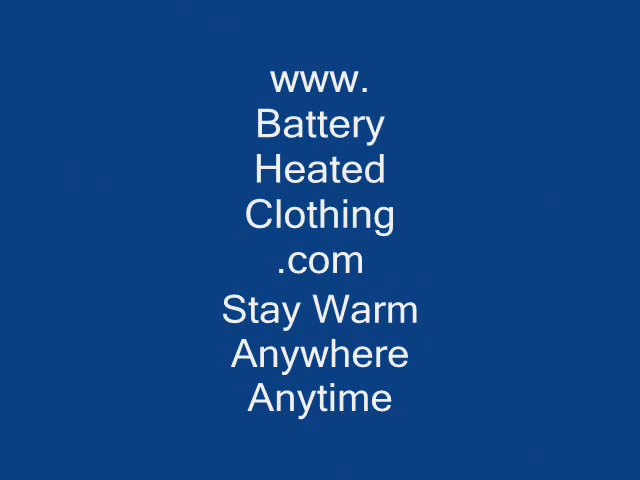 www.
Battery
Heated
Clothing
.com
Stay Warm
Anywhere
Anytime